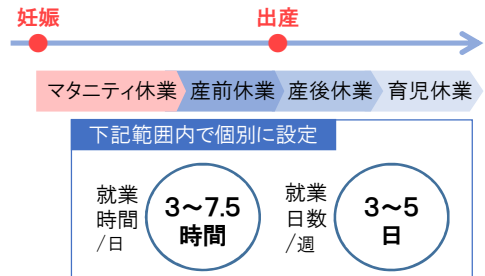 妊娠
出産
マタニティ休業
産前休業
産後休業
育児休業
下記範囲内で個別に設定
就業
時間
/日
3～7.5
時間
就業
日数
/週
3～5
日